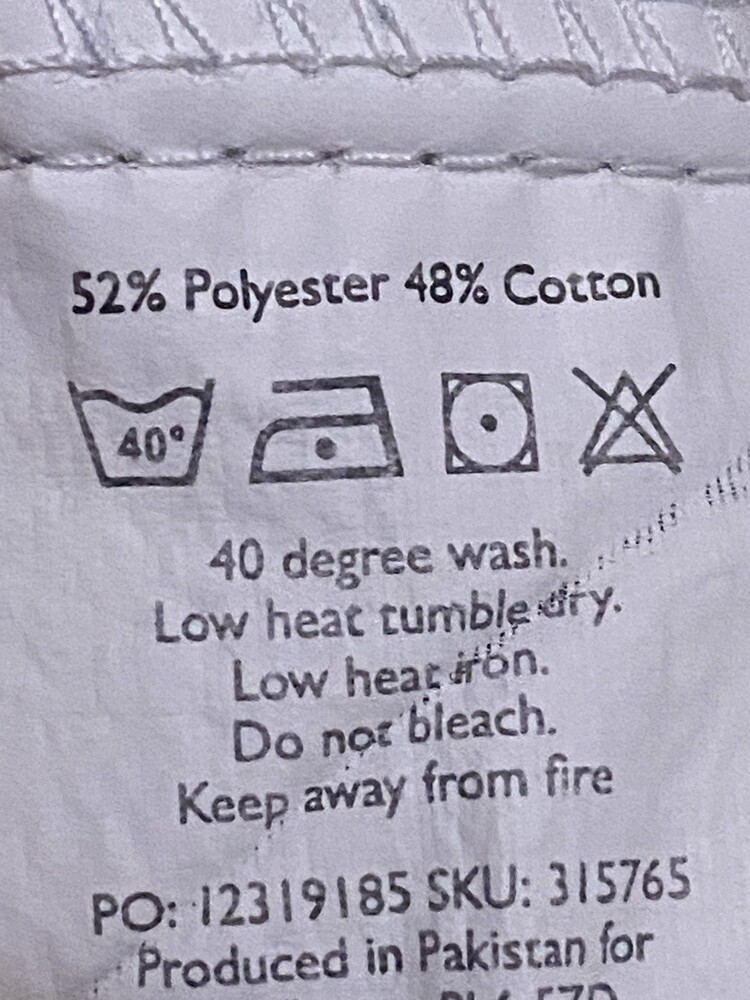 52% Polyester 48% Cotton
40°
40 degree wash.
Low heat tumble dry.
Low heat iron.
Do not bleach.
Keep away from fire
PO: 12319185 SKU: 315765
Produced in Pakistan for